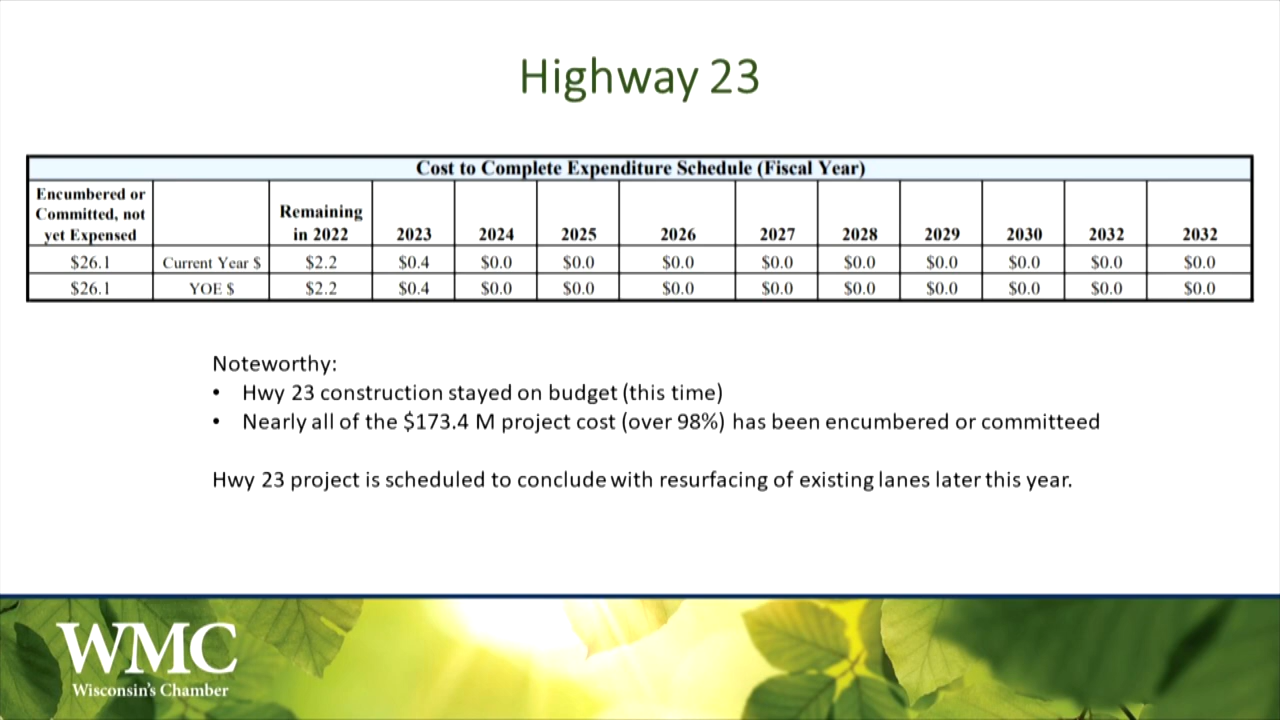 Highway 23
Cost to Complete Expenditure Schedule (Fiscal Year)
Encumbered or Committed, not yet Expensed Remaining in 2022 2023 2024 2025 2026 2027 2028 2029 2030 2032 2032
$26.1 Current Year $ $2.2 $0.4 $0.0 $0.0 $0.0 $0.0 $0.0 $0.0 $0.0 $0.0 $0.0
$26.1 YOE $ $2.2 $0.4 $0.0 $0.0 $0.0 $0.0 $0.0 $0.0 $0.0 $0.0 $0.0
Noteworthy:
• Hwy 23 construction stayed on budget (this time)
• Nearly all of the $173.4 M project cost (over 98%) has been encumbered or committeed
Hwy 23 project is scheduled to conclude with resurfacing of existing lanes later this year.
WMC
Wisconsin's Chamber